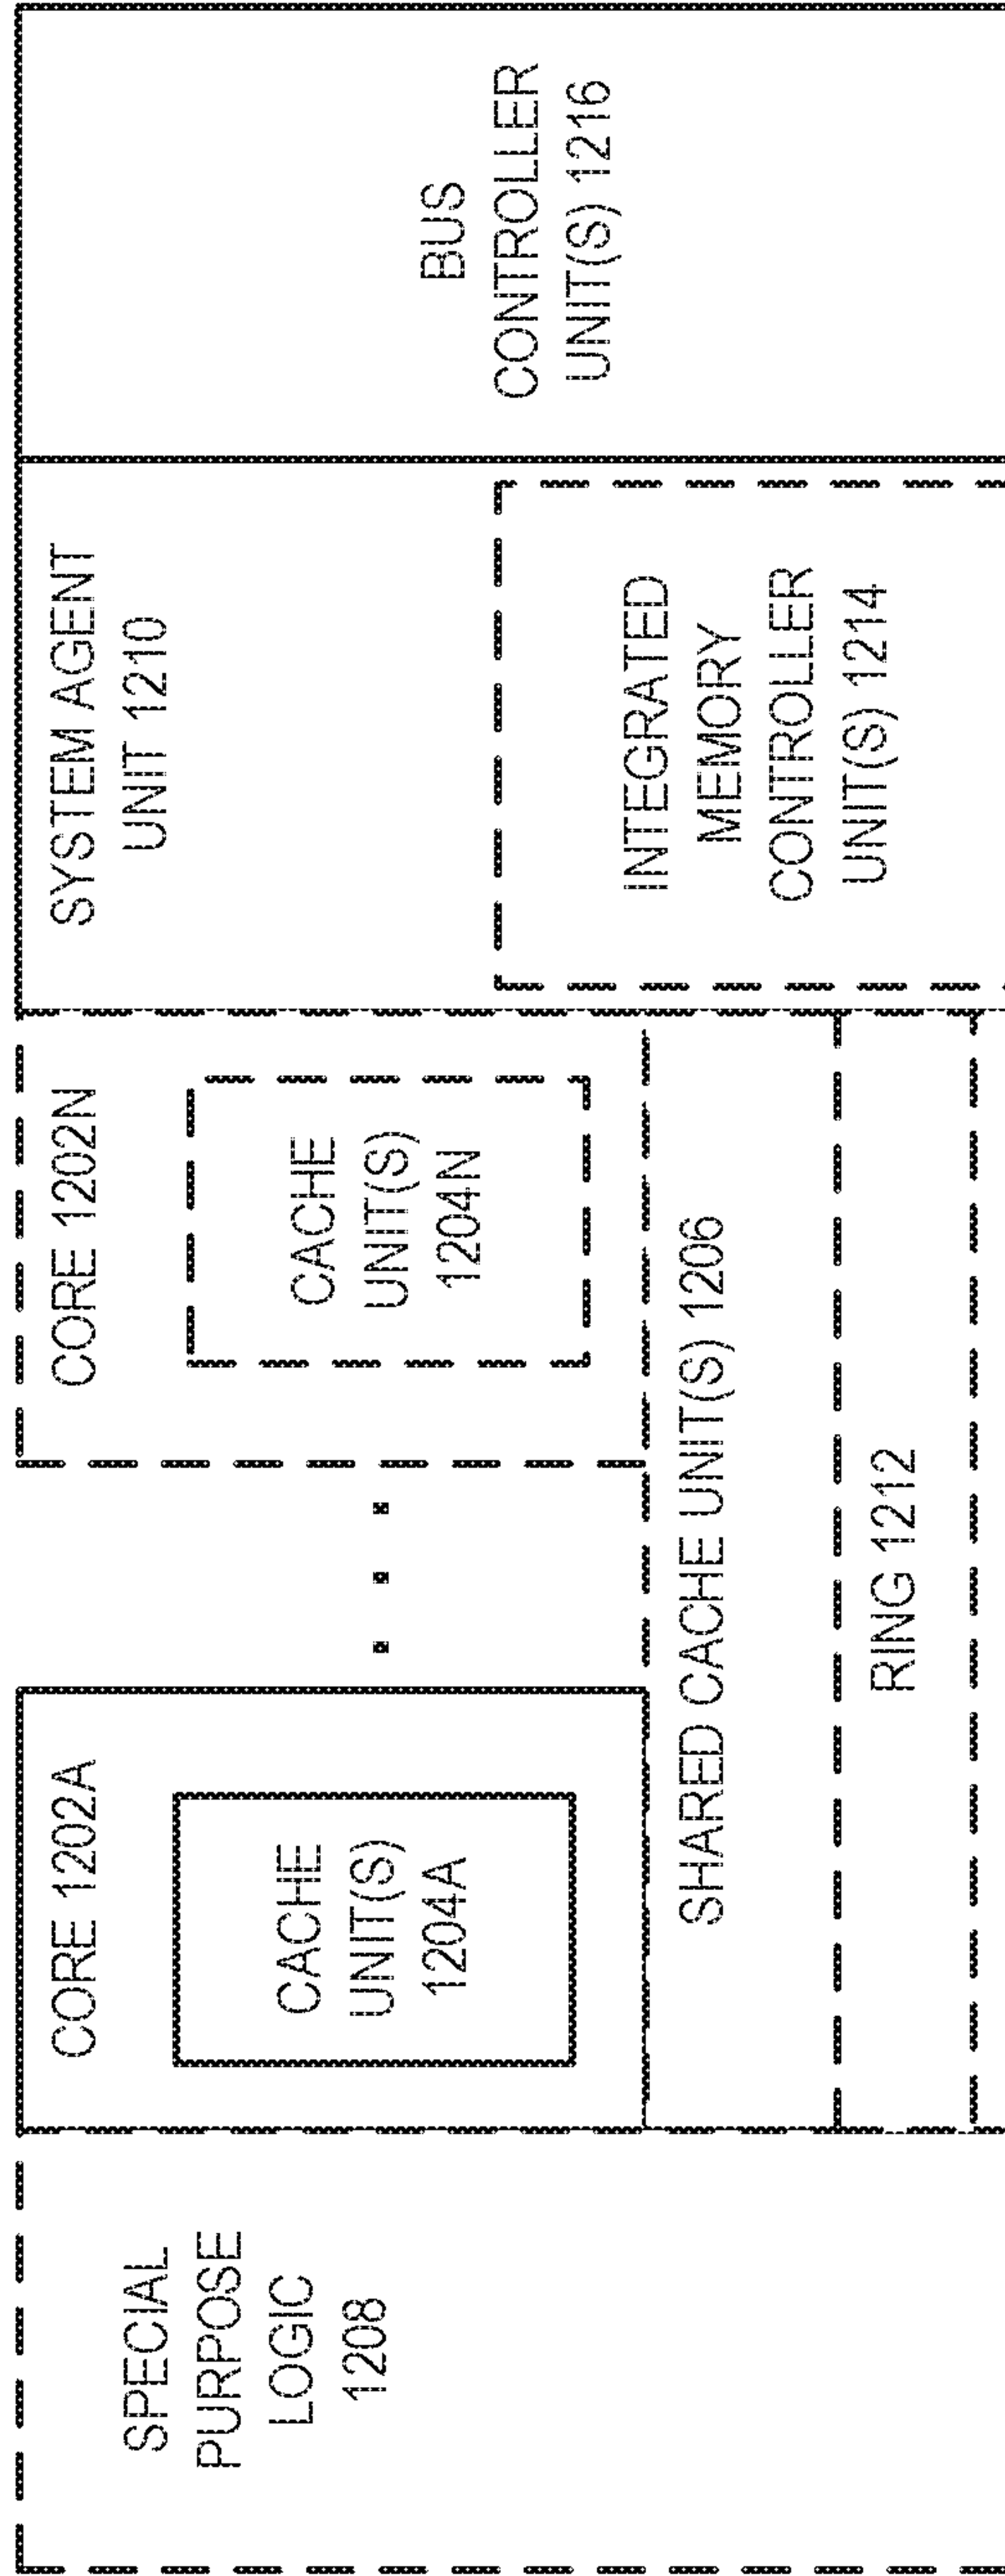 SPECIAL
PURPOSE
LOGIC
1208
CORE 1202A
CACHE
UNIT(S)
1204A
CORE 1202N
CACHE
UNIT(S)
1204N
SHARED CACHE UNIT(S) 1206
RING 1212
SYSTEM AGENT
UNIT 1210
INTEGRATED
MEMORY
CONTROLLER
UNIT(S) 1214
BUS
CONTROLLER
UNIT(S) 1216